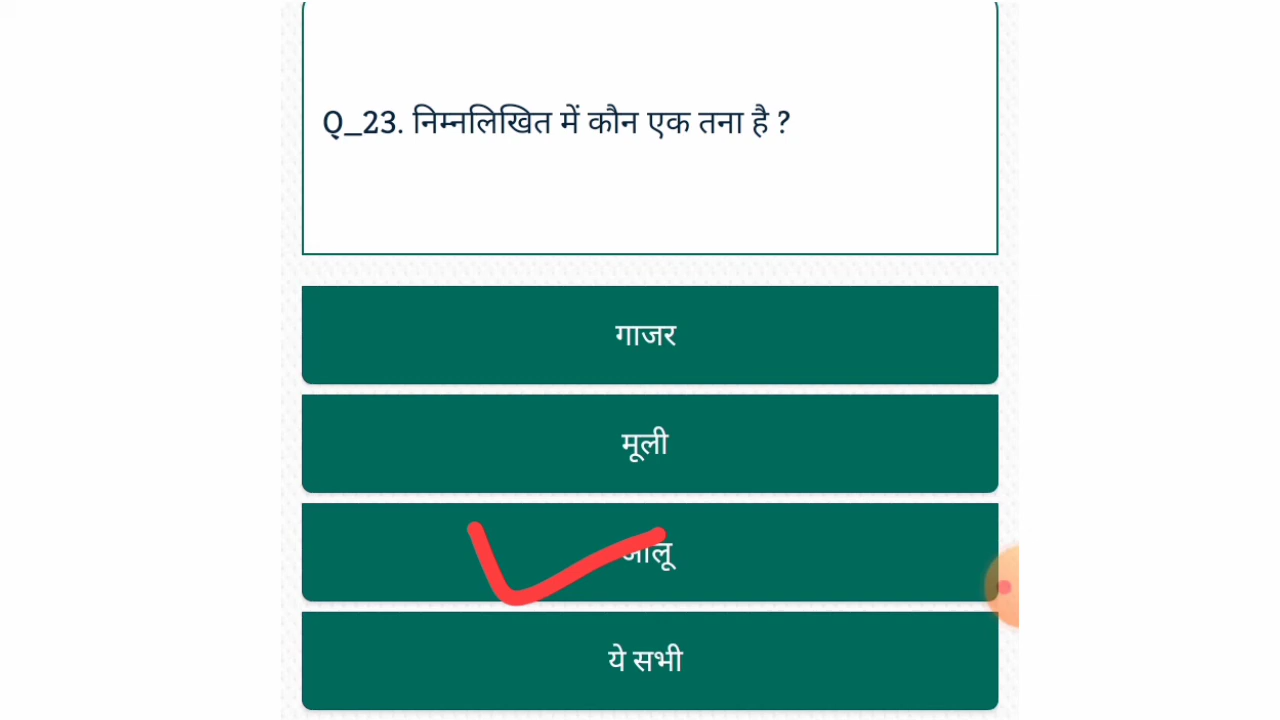 Q_23. निम्नलिखित में कौन एक तना है ?
गाजर
मूली
आलू
ये सभी